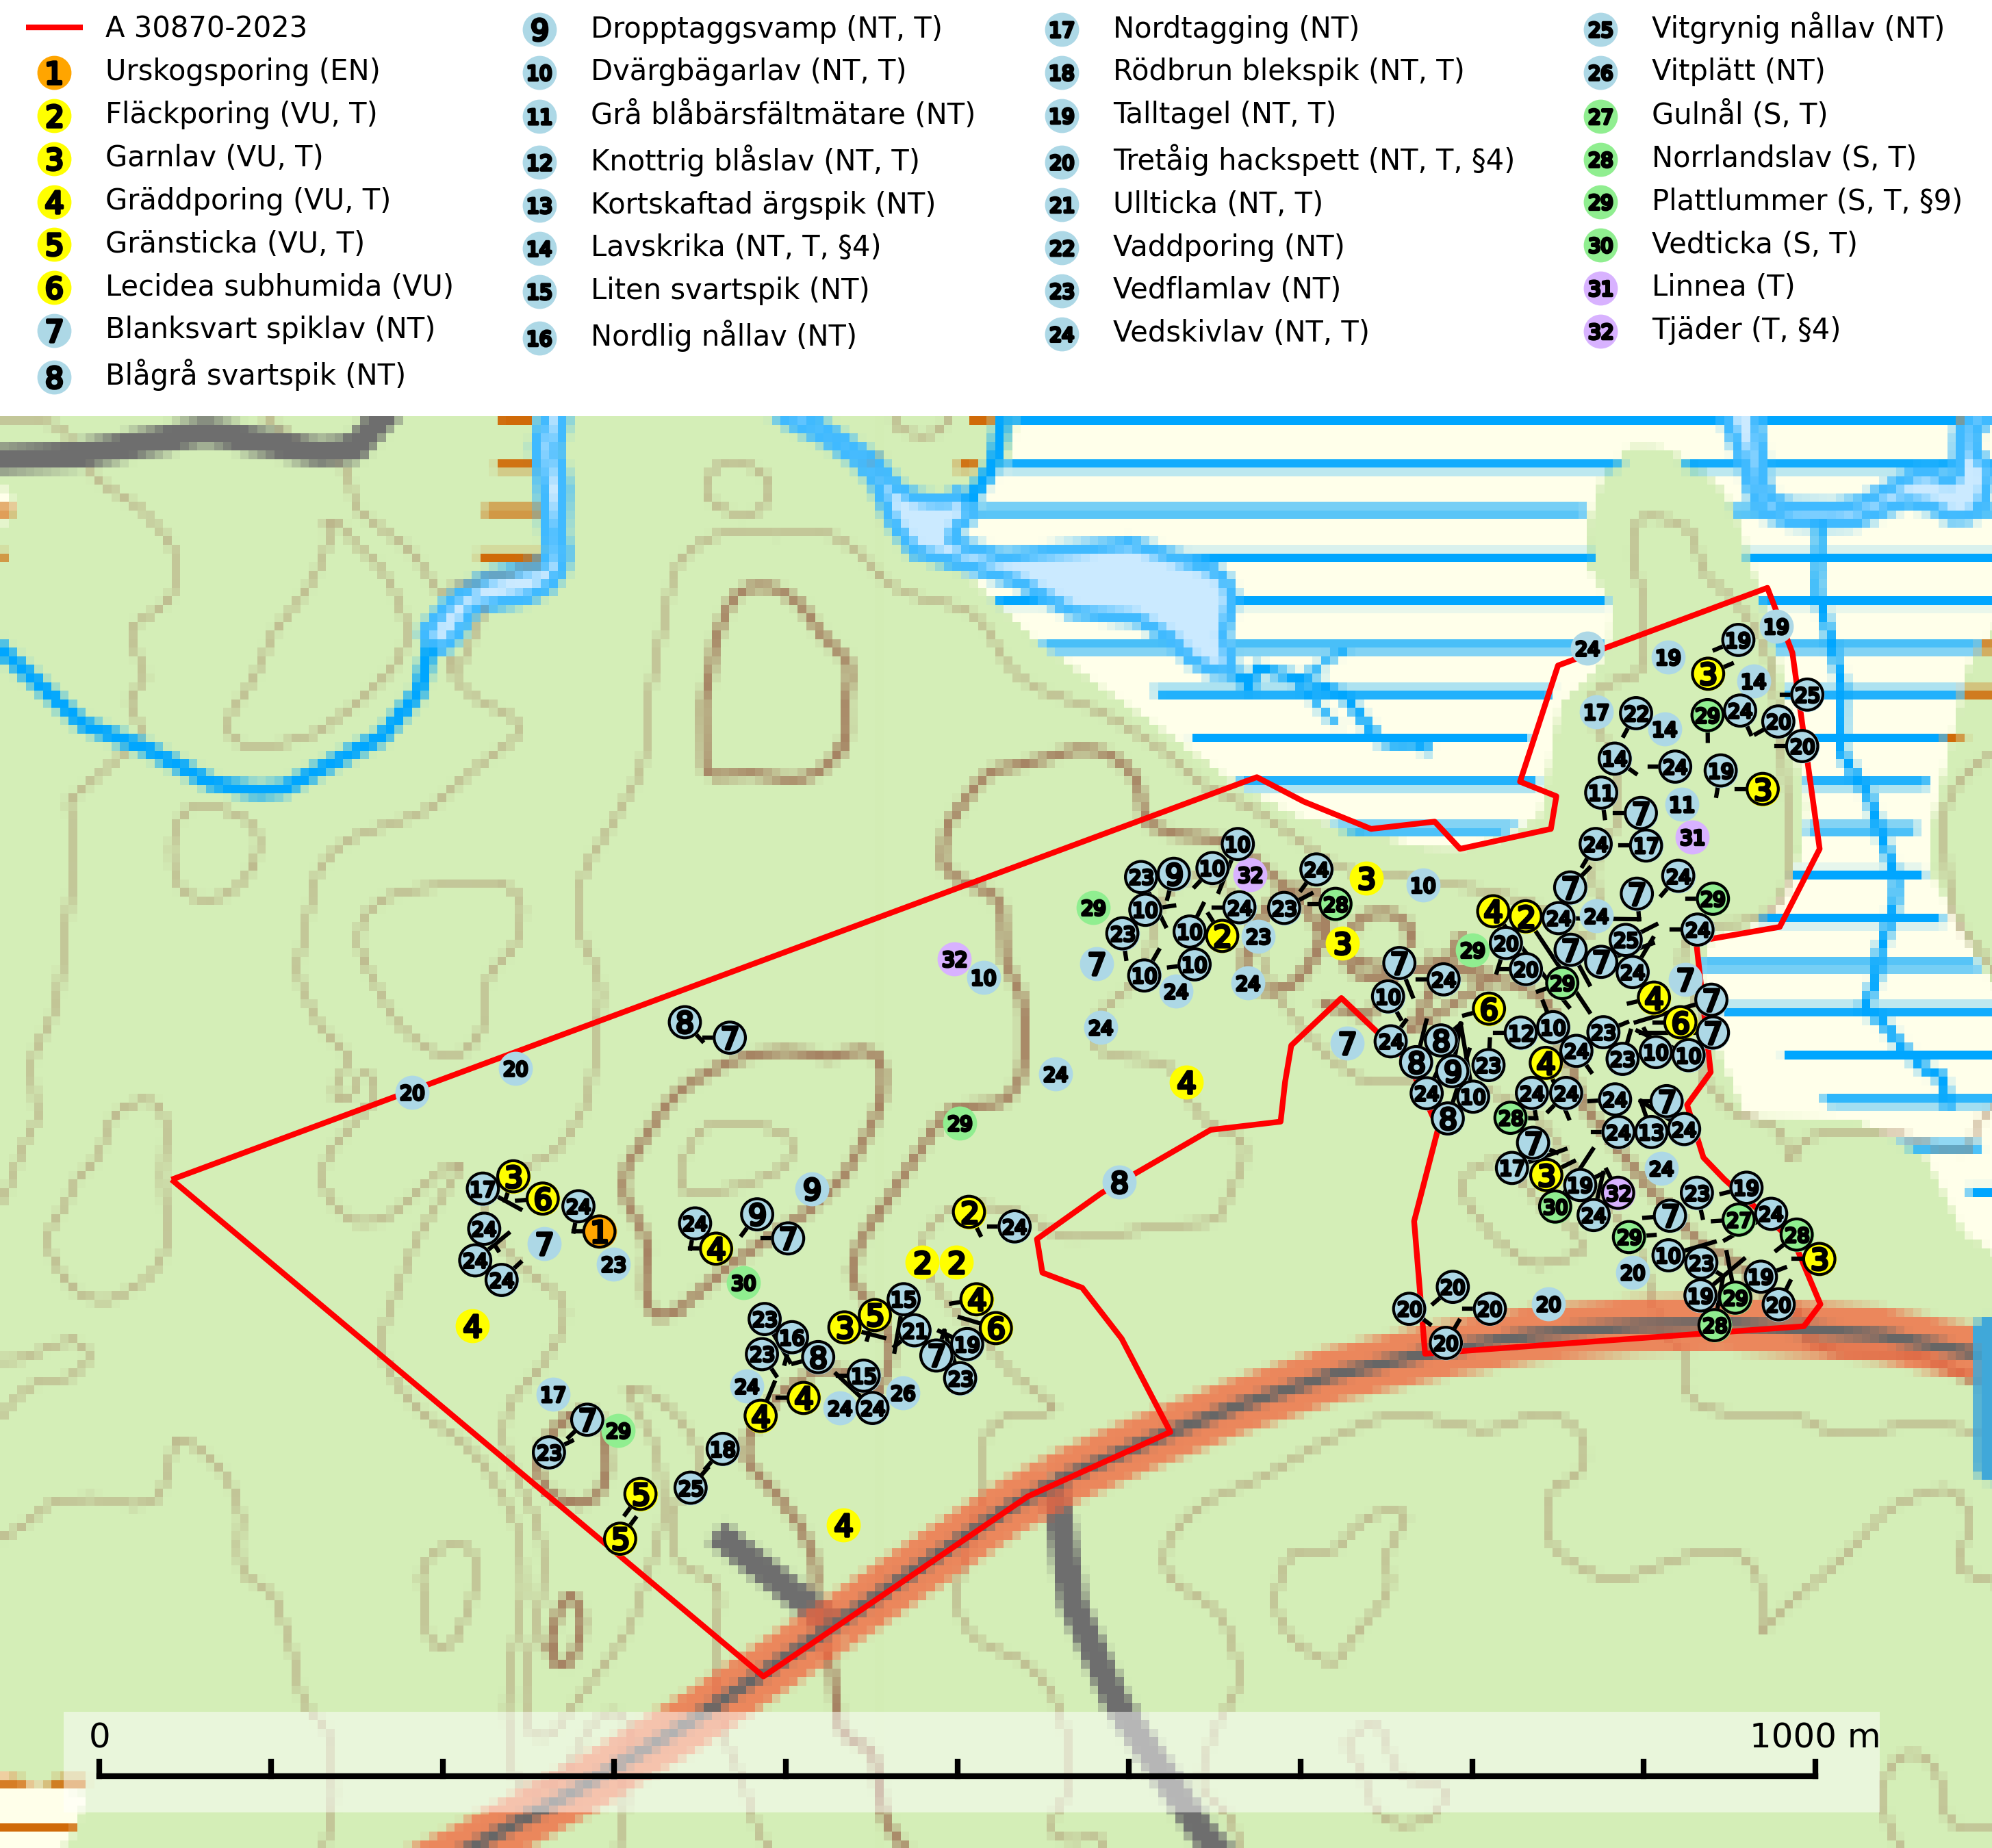 A 30870-2023
1 Urskogsporing (EN)
2 Fläckporing (VU, T)
3 Garnlav (VU, T)
4 Gräddporing (VU, T)
5 Gränsticka (VU, T)
6 Lecidea subhumida (VU)
7 Blanksvart spiklav (NT)
8 Blågrå svartspik (NT)
9 Dropptaggsvamp (NT, T)
10 Dvärgbägarlav (NT, T)
11 Grå blåbärsfältmätare (NT)
12 Knottrig blåslav (NT, T)
13 Kortskaftad ärgspik (NT)
14 Lavskrika (NT, T, §4)
15 Liten svartspik (NT)
16 Nordlig nållav (NT)
17 Nordtagging (NT)
18 Rödbrun blekspik (NT, T)
19 Talltagel (NT, T)
20 Tretåig hackspett (NT, T, §4)
21 Ullticka (NT, T)
22 Vaddporing (NT)
23 Vedflamlav (NT)
24 Vedskivlav (NT, T)
25 Vitgrynig nållav (NT)
26 Vitplätt (NT)
27 Gulnål (S, T)
28 Norrlandslav (S, T)
29 Plattlummer (S, T, §9)
30 Vedticka (S, T)
31 Linnea (T)
32 Tjäder (T, §4)
0 1000 m